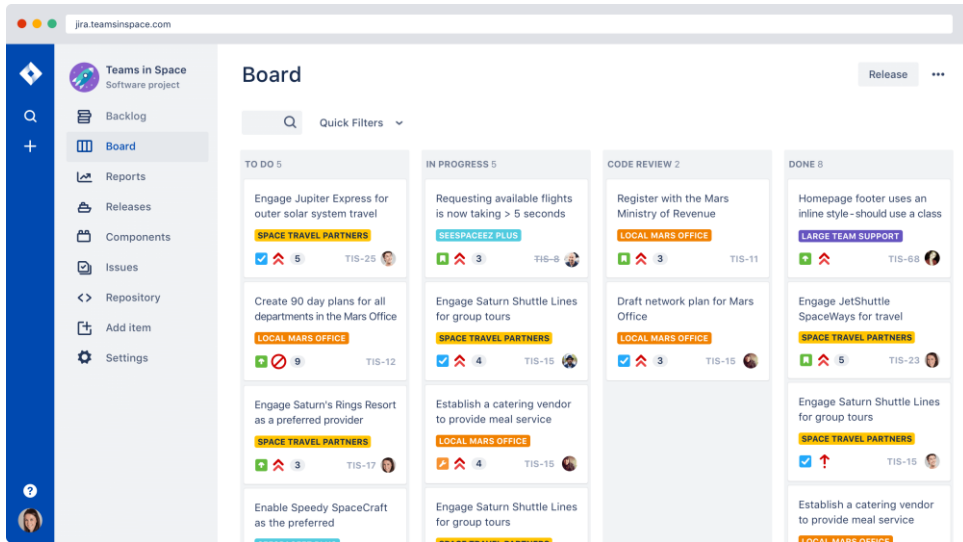 jira.teamsinspace.com
Teams in Space
Software project
Backlog
Board
Reports
Releases
Components
Issues
Repository
Add item
Settings
?
Board
Release
Quick Filters
TO DO 5
Engage Jupiter Express for
outer solar system travel
SPACE TRAVEL PARTNERS
5
TIS-25
Create 90 day plans for all
departments in the Mars Office
LOCAL MARS OFFICE
9
TIS-12
Engage Saturn's Rings Resort
as a preferred provider
SPACE TRAVEL PARTNERS
3
TIS-17
Enable Speedy SpaceCraft
as the preferred
IN PROGRESS 5
Requesting available flights
is now taking > 5 seconds
SEESPACEEZ PLUS
3
TIS-8
Engage Saturn Shuttle Lines
for group tours
SPACE TRAVEL PARTNERS
4
TIS-15
Establish a catering vendor
to provide meal service
LOCAL MARS OFFICE
4
TIS-15
Engage Saturn Shuttle Lines
for group tours
SPACE TRAVEL PARTNERS
CODE REVIEW 2
Register with the Mars
Ministry of Revenue
LOCAL MARS OFFICE
3
TIS-11
Draft network plan for Mars
Office
LOCAL MARS OFFICE
3
TIS-15
DONE 8
Homepage footer uses an
inline style-should use a class
LARGE TEAM SUPPORT
TIS-68
Engage JetShuttle
SpaceWays for travel
SPACE TRAVEL PARTNERS
5
TIS-23
Engage Saturn Shuttle Lines
for group tours
SPACE TRAVEL PARTNERS
TIS-15
Establish a catering vendor
to provide meal service
LOCAL MARS OFFICE